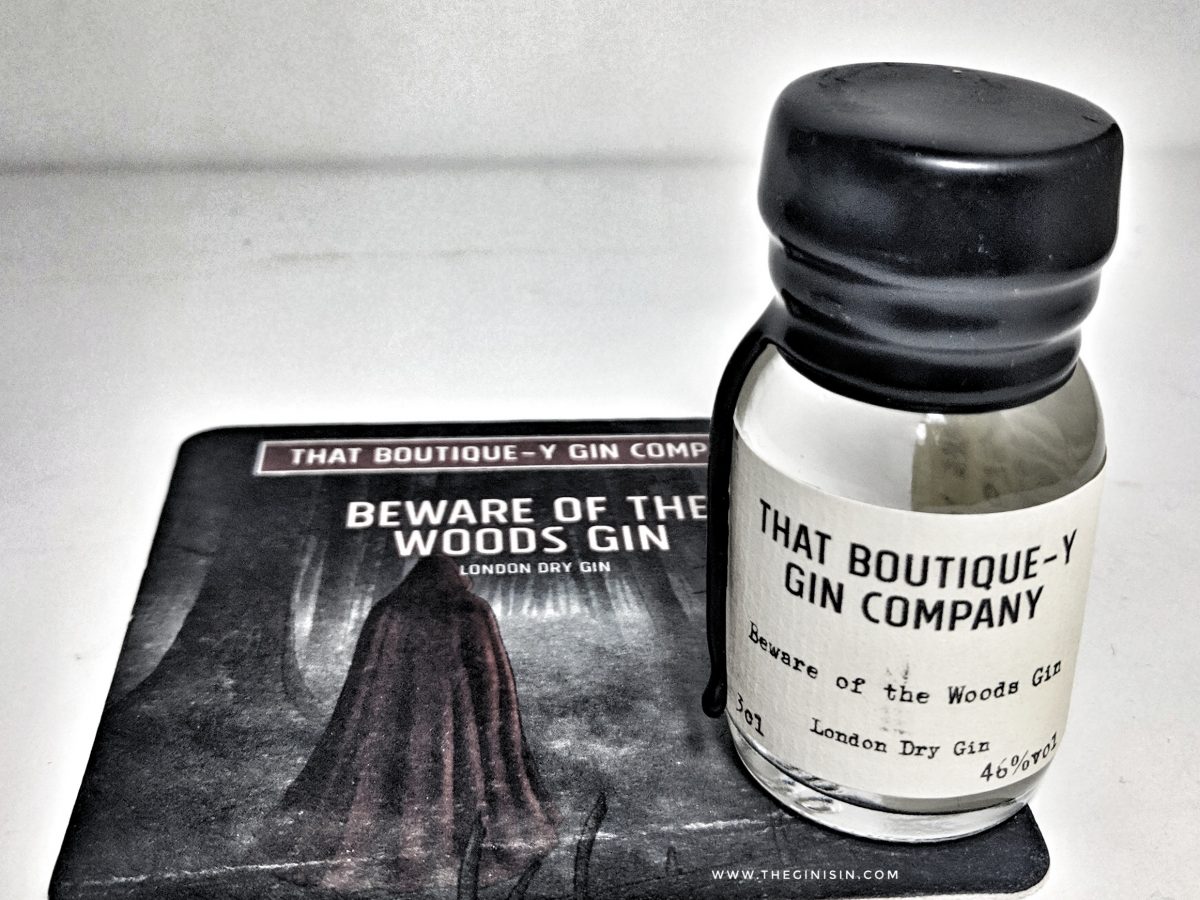 THAT BOUTIQUE-Y GIN COMP
BEWARE OF THE
WOODS GIN
LONDON DRY GIN
THAT BOUTIQUE-Y
GIN COMPANY
Beware of the Woods Gin
3cl
London Dry Gin
46%vol
WWW.THEGINISIN.COM